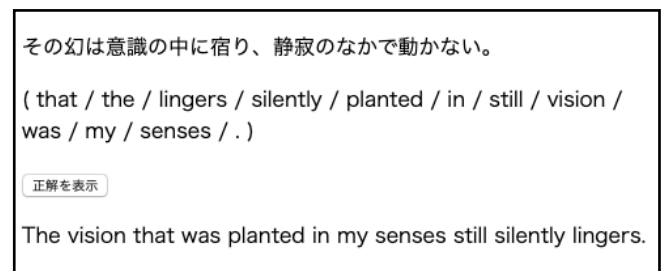 その幻は意識の中に宿り、静寂のなかで動かない。
( that / the / lingers / silently / planted / in / still / vision /
was / my / senses / . )
正解を表示
The vision that was planted in my senses still silently lingers.